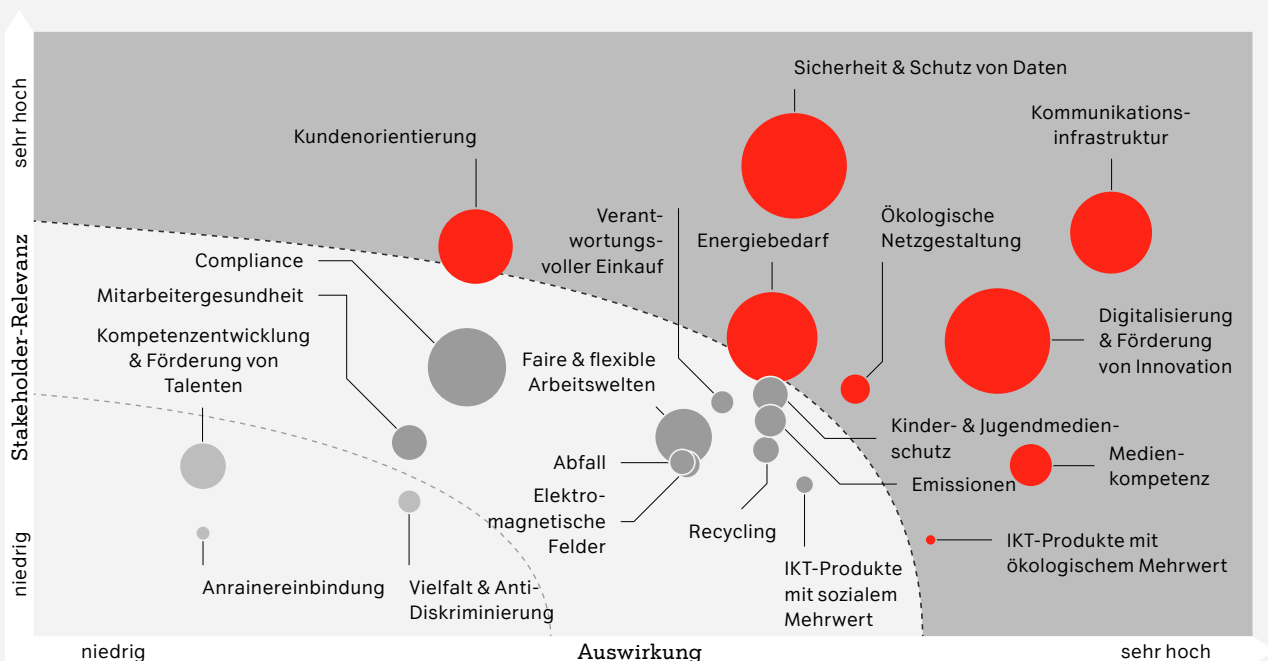 Sicherheit & Schutz von Daten
Kommunikations-
infrastruktur
Kundenorientierung
sehr hoch
Verant-
wortungs-
voller Einkauf
Energiebedarf
Ökologische
Netzgestaltung
Compliance
Mitarbeitergesundheit
Kompetenzentwicklung
& Förderung von
Talenten
Faire & flexible
Arbeitswelten
Digitalisierung
& Förderung
von Innovation
Stakeholder-Relevanz
Kinder- & Jugendmedien-
schutz
Medien-
kompetenz
Abfall
Emissionen
Elektro-
magnetische
Felder
Recycling
IKT-Produkte mit
ökologischem Mehrwert
niedrig
Anrainereinbindung
Vielfalt & Anti-
Diskriminierung
IKT-Produkte
mit sozialem
Mehrwert
niedrig
Auswirkung
sehr hoch